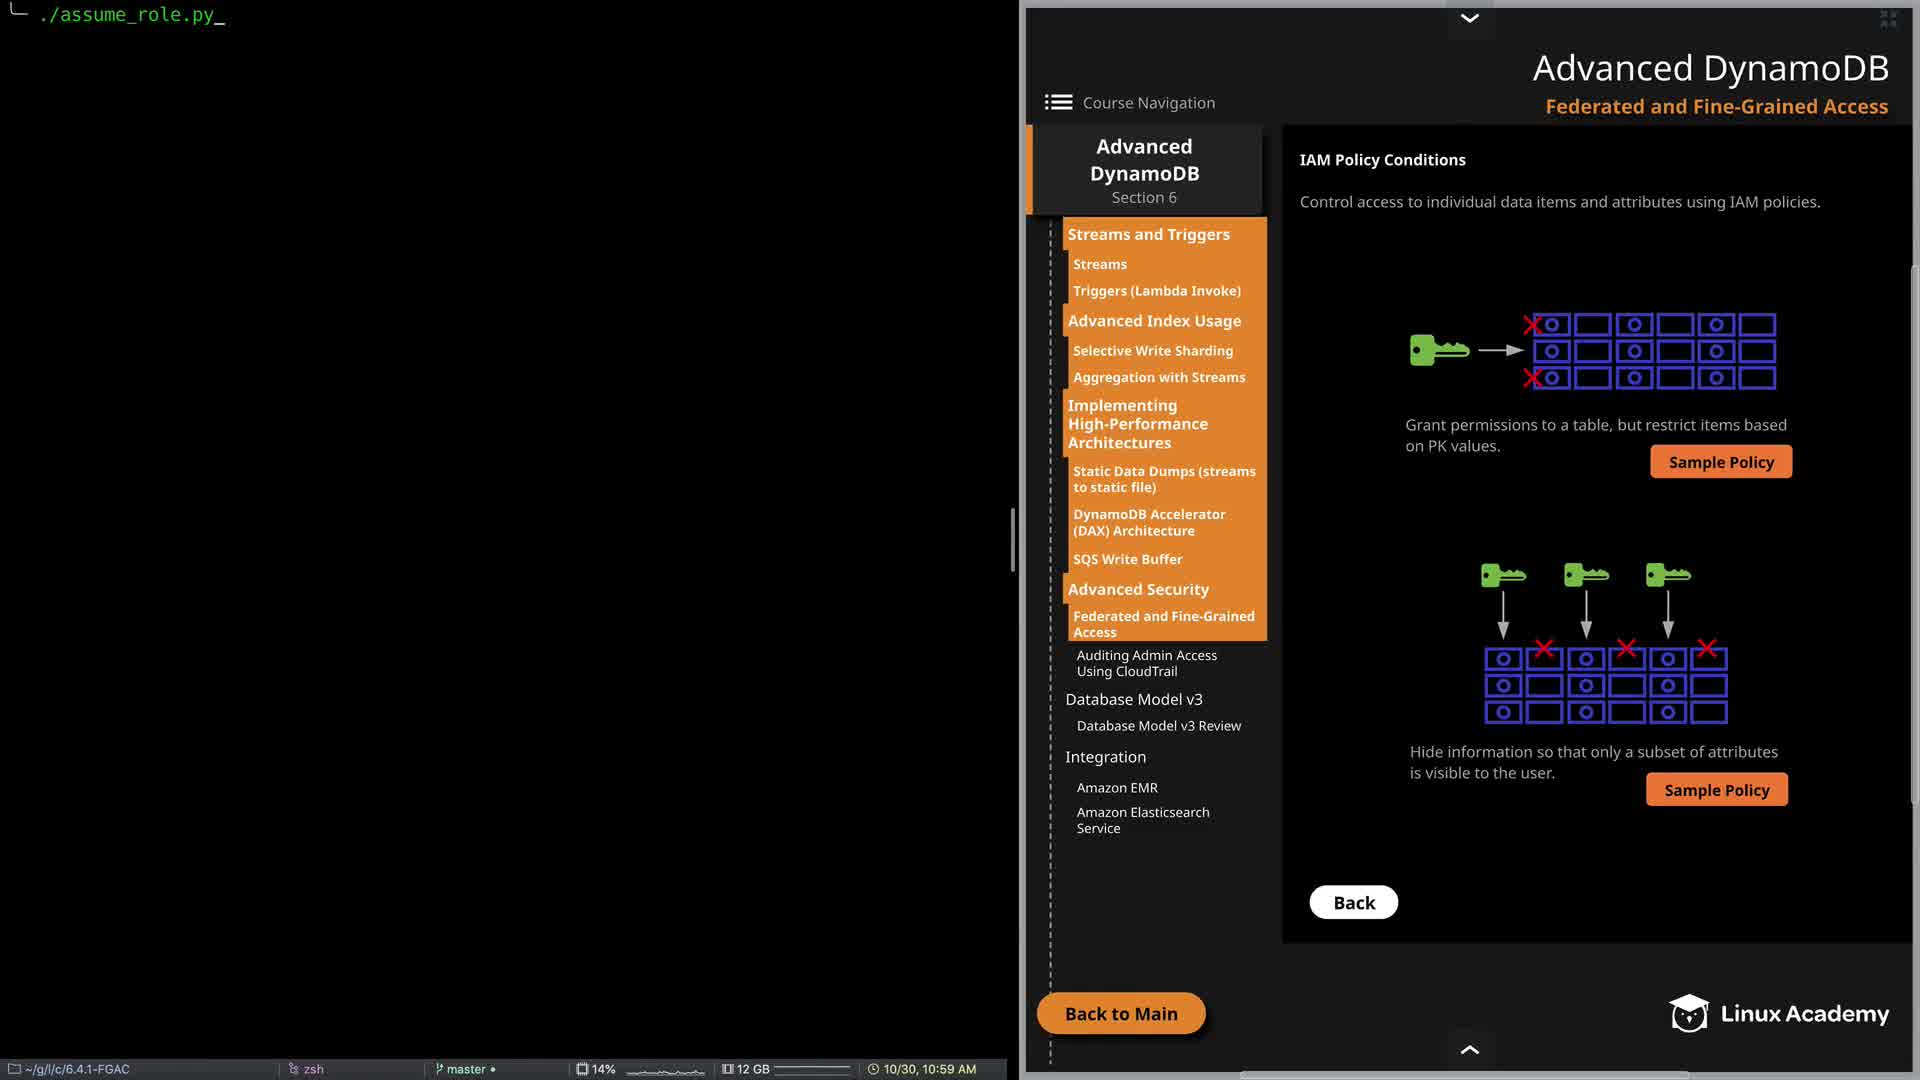 ./assume_role.py_
~/g/l/c/6.4.1-FGAC
zsh
master •
14%
12 GB
10/30, 10:59 AM
Advanced DynamoDB
Federated and Fine-Grained Access
Course Navigation
Advanced
DynamoDB
Section 6
Streams and Triggers
Streams
Triggers (Lambda Invoke)
Advanced Index Usage
Selective Write Sharding
Aggregation with Streams
Implementing
High-Performance
Architectures
Static Data Dumps (streams
to static file)
DynamoDB Accelerator
(DAX) Architecture
SQS Write Buffer
Advanced Security
Federated and Fine-Grained
Access
Auditing Admin Access
Using CloudTrail
Database Model v3
Database Model v3 Review
Integration
Amazon EMR
Amazon Elasticsearch
Service
Back to Main
IAM Policy Conditions
Control access to individual data items and attributes using IAM policies.
Grant permissions to a table, but restrict items based
on PK values.
Sample Policy
Hide information so that only a subset of attributes
is visible to the user.
Sample Policy
Back
Linux Academy